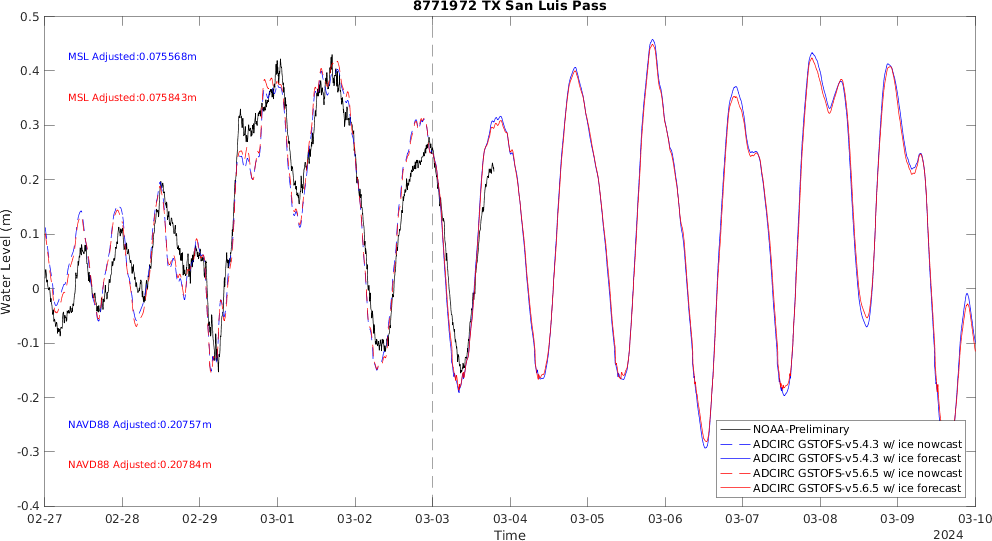 8771972 TX San Luis Pass
0.5
0.4
0.3
0.2
0.1
0
-0.1
-0.2
-0.3
-0.4
Water Level (m)
MSL Adjusted:0.075568m
MSL Adjusted:0.075843m
NAVD88 Adjusted:0.20757m
NAVD88 Adjusted:0.20784m
NOAA-Preliminary
ADCIRC GSTOFS-v5.4.3 w/ ice nowcast
ADCIRC GSTOFS-v5.4.3 w/ ice forecast
ADCIRC GSTOFS-v5.6.5 w/ ice nowcast
ADCIRC GSTOFS-v5.6.5 w/ ice forecast
02-27 02-28 02-29 03-01 03-02 03-03 03-04 03-05 03-06 03-07 03-08 03-09 03-10
Time
2024